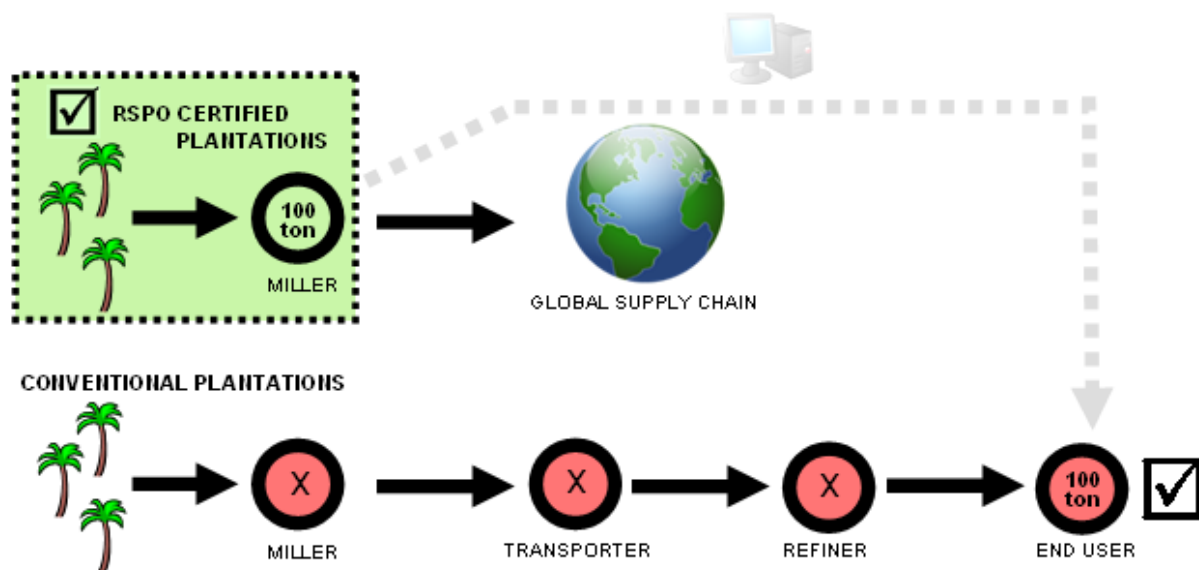 RSPO CERTIFIED
PLANTATIONS
100
ton
MILLER
GLOBAL SUPPLY CHAIN
CONVENTIONAL PLANTATIONS
X
X
X
100
ton
MILLER
TRANSPORTER
REFINER
END USER